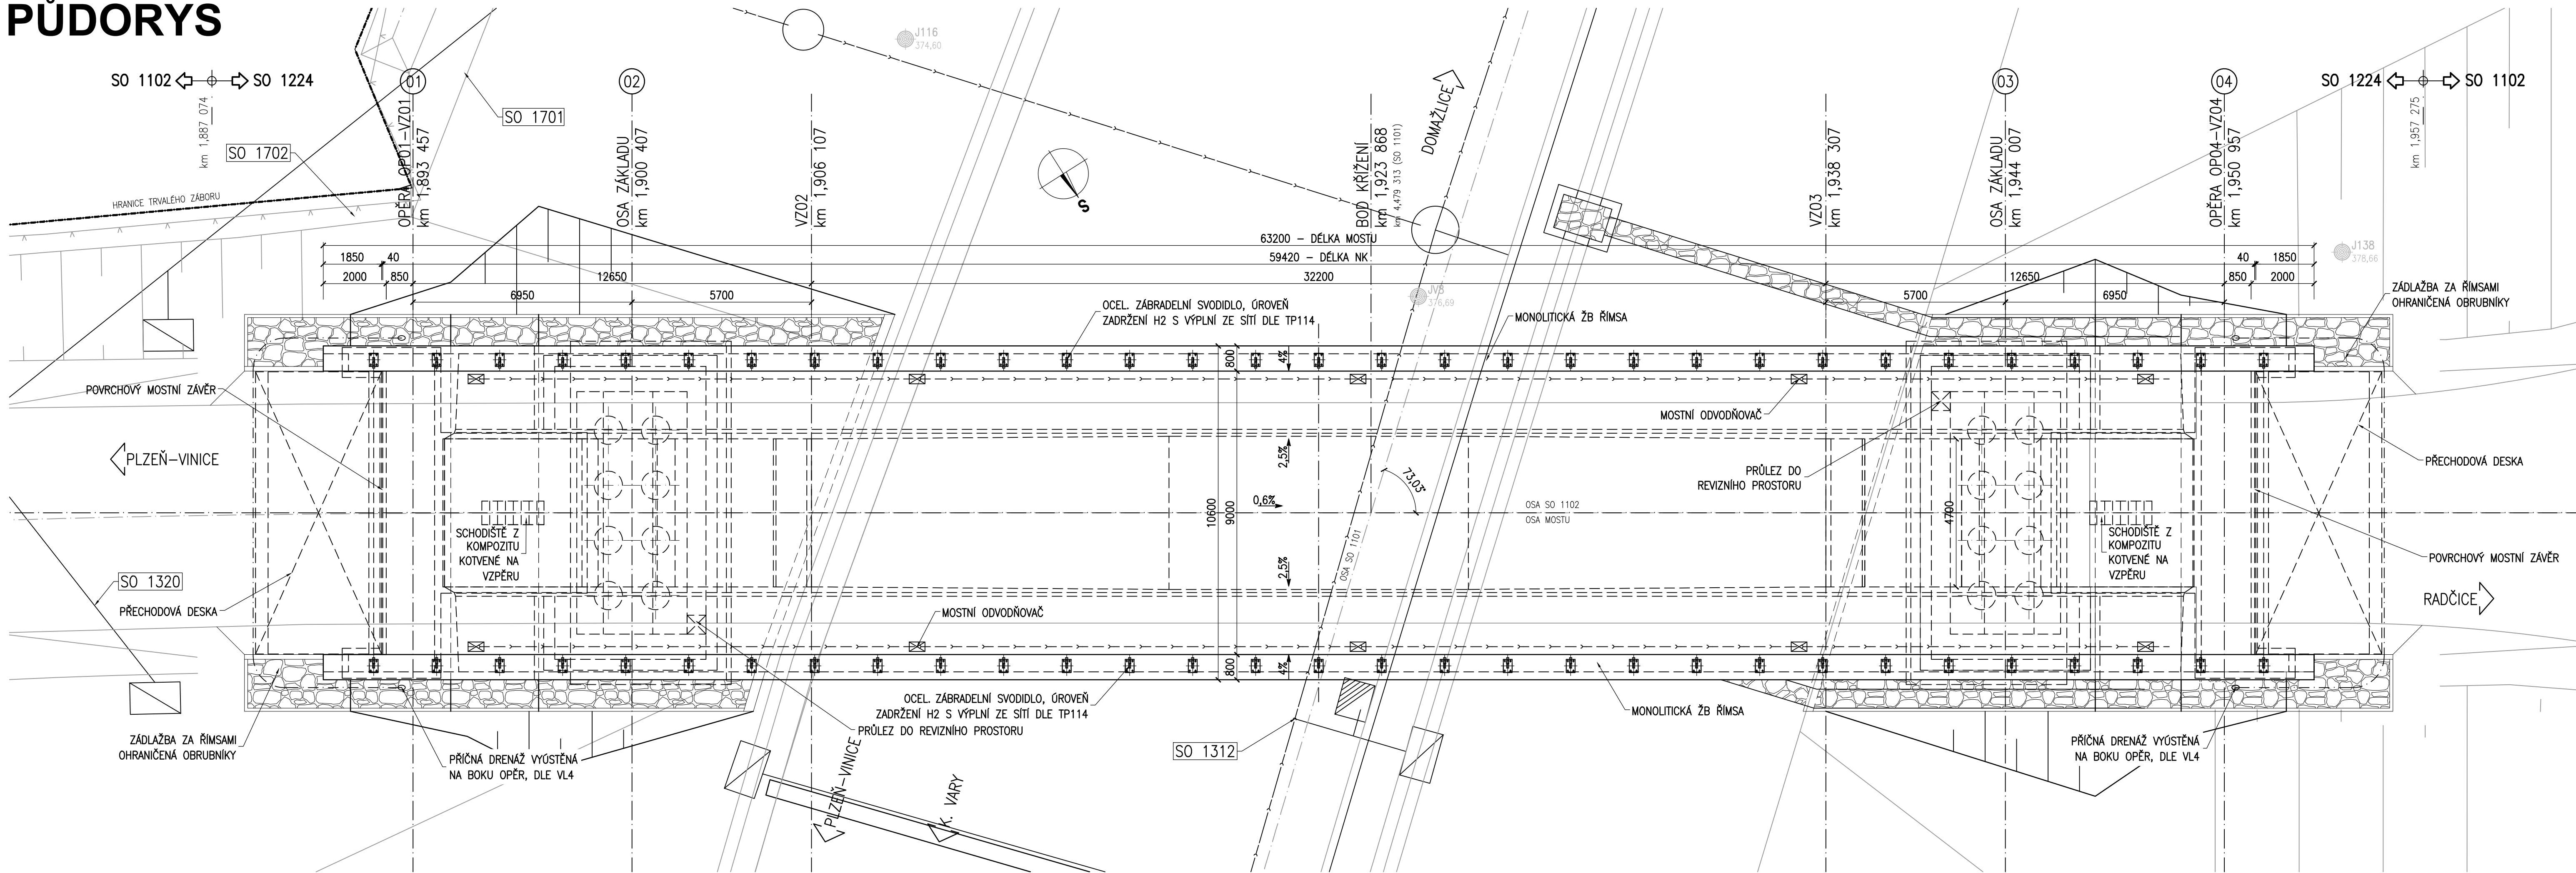 PŮDORYS
SO 1102
SO 1224
km 1,887 074
SO 1702
HRANICE TRVALÉHO ZÁBORU
01
OPĚRA OP01-VZ01
km 1,893 457
SO 1701
02
OSA ZÁKLADU
km 1,900 407
VZ02
km 1,906 107
J116
374,60
S
BOD KŘÍŽENÍ
km 1,923 868
km 4,479 313 (SO 1101)
DOMAŽLICE
VZ03
km 1,938 307
03
OSA ZÁKLADU
km 1,944 007
04
OPĚRA OP04-VZ04
km 1,950 957
SO 1224
SO 1102
km 1,957 275
J138
378,66
63200 – DÉLKA MOSTU
1850
40
59420 – DÉLKA NK
40
1850
2000
850
12650
32200
12650
850
2000
6950
5700
5700
6950
JV8
376,69
OCEL. ZÁBRADELNÍ SVODIDLO, ÚROVEŇ
ZADRŽENÍ H2 S VÝPLNÍ ZE SÍTÍ DLE TP114
MONOLITICKÁ ŽB ŘÍMSA
ZÁDLAŽBA ZA ŘÍMSAMI
OHRANIČENÁ OBRUBNÍKY
800
4%
POVRCHOVÝ MOSTNÍ ZÁVĚR
MOSTNÍ ODVODŇOVAČ
PLZEŇ-VINICE
2,5%
73,03°
PRŮLEZ DO
REVIZNÍHO PROSTORU
PŘECHODOVÁ DESKA
10600
9000
0,6%
OSA SO 1102
OSA MOSTU
4700
SCHODIŠTĚ Z
KOMPOZITU
KOTVENÉ NA
VZPĚRU
SCHODIŠTĚ Z
KOMPOZITU
KOTVENÉ NA
VZPĚRU
2,5%
OSA SO 1101
POVRCHOVÝ MOSTNÍ ZÁVĚR
SO 1320
PŘECHODOVÁ DESKA
MOSTNÍ ODVODŇOVAČ
RADČICE
800
4%
OCEL. ZÁBRADELNÍ SVODIDLO, ÚROVEŇ
ZADRŽENÍ H2 S VÝPLNÍ ZE SÍTÍ DLE TP114
MONOLITICKÁ ŽB ŘÍMSA
PRŮLEZ DO REVIZNÍHO PROSTORU
ZÁDLAŽBA ZA ŘÍMSAMI
OHRANIČENÁ OBRUBNÍKY
PŘÍČNÁ DRENÁŽ VYÚSTĚNÁ
NA BOKU OPĚR, DLE VL4
SO 1312
PŘÍČNÁ DRENÁŽ VYÚSTĚNÁ
NA BOKU OPĚR, DLE VL4
PLZEŇ-VINICE
K. VARY